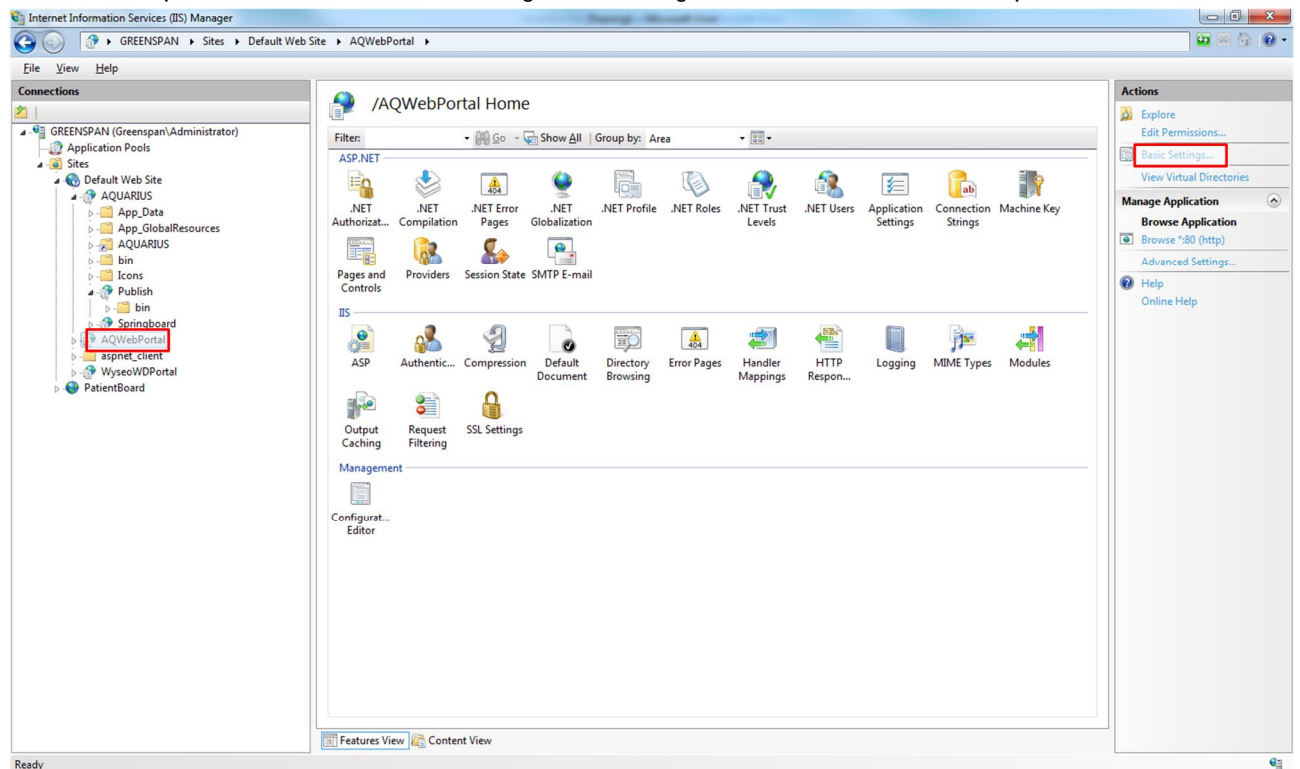 Internet Information Services (IIS) Manager
GREENSPAN Sites Default Web Site AQWebPortal
File View Help
Connections
GREENSPAN (Greenspan\Administrator)
Application Pools
Sites
Default Web Site
AQUARIUS
App_Data
App_GlobalResources
AQUARIUS
bin
Icons
Publish
bin
Springboard
AQWebPortal
aspnet_client
WyseoWDPortal
PatientBoard
/AQWebPortal Home
Filter: Go Show All Group by: Area
ASP.NET
.NET Authorizat...
.NET Compilation
.NET Error Pages
.NET Globalization
.NET Profile
.NET Roles
.NET Trust Levels
.NET Users
Application Settings
Connection Strings
Machine Key
Pages and Controls
Providers
Session State
SMTP E-mail
IIS
ASP
Authentic...
Compression
Default Document
Directory Browsing
Error Pages
Handler Mappings
HTTP Respon...
Logging
MIME Types
Modules
Output Caching
Request Filtering
SSL Settings
Management
Configurat... Editor
Features View Content View
Ready
Actions
Explore
Edit Permissions...
Basic Settings...
View Virtual Directories
Manage Application
Browse Application
Browse *:80 (http)
Advanced Settings...
Help
Online Help